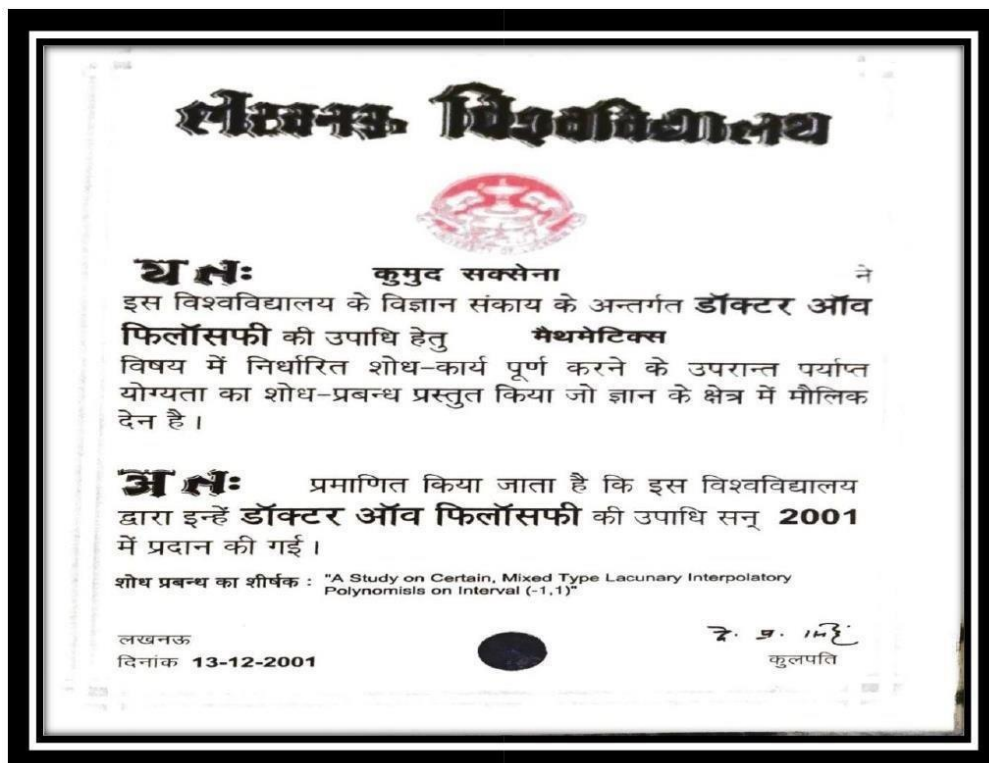 लखनऊ विश्वविद्यालय
यतः कुमुद सक्सेना ने
इस विश्वविद्यालय के विज्ञान संकाय के अन्तर्गत डॉक्टर ऑव
फिलॉसफी की उपाधि हेतु मैथमेटिक्स
विषय में निर्धारित शोध-कार्य पूर्ण करने के उपरान्त पर्याप्त
योग्यता का शोध-प्रबन्ध प्रस्तुत किया जो ज्ञान के क्षेत्र में मौलिक
देन है।
अतः प्रमाणित किया जाता है कि इस विश्वविद्यालय
द्वारा इन्हें डॉक्टर ऑव फिलॉसफी की उपाधि सन् 2001
में प्रदान की गई।
शोध प्रबन्ध का शीर्षक : "A Study on Certain, Mixed Type Lacunary Interpolatory
Polynomisls on Interval (-1,1)"
लखनऊ
दिनांक 13-12-2001
कुलपति